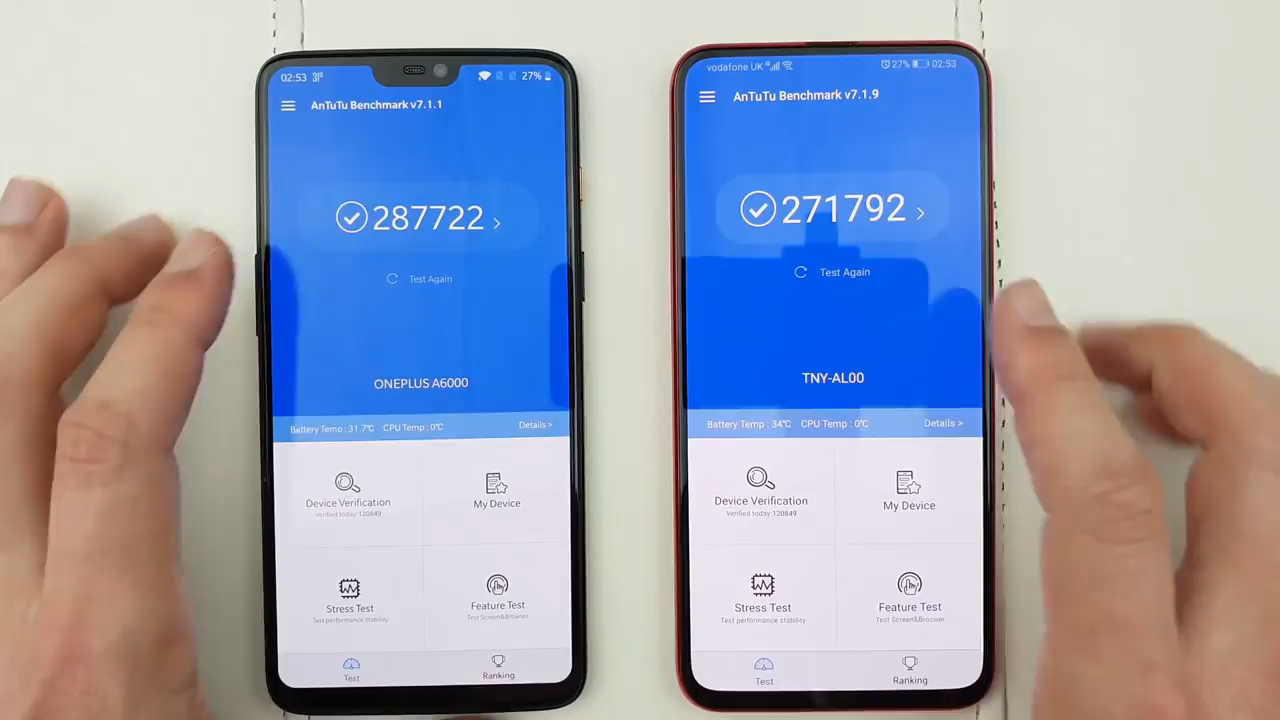 02:53
27%
AnTuTu Benchmark v7.1.1
287722
Test Again
ONEPLUS A6000
Battery Temp : 31.7℃ CPU Temp : 0℃ Details >
Device Verification
Verified today:120849
My Device
Stress Test
Test performance stability
Feature Test
Test Screen&Broswer
Test
Ranking
vodafone UK
27% 02:53
AnTuTu Benchmark v7.1.9
271792
Test Again
TNY-AL00
Battery Temp : 34℃ CPU Temp : 0℃ Details >
Device Verification
Verified today:120849
My Device
Stress Test
Test performance stability
Feature Test
Test Screen&Broswer
Test
Ranking